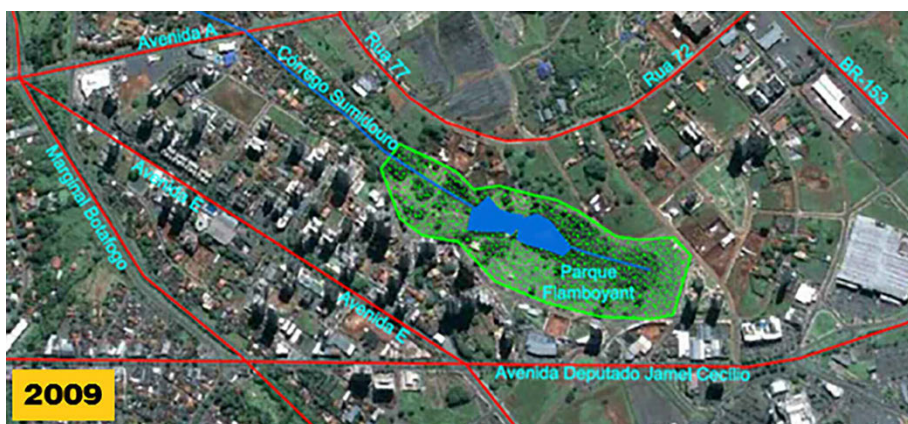 Avenida A
Córrego Sumidouro
Rua 77
Rua 72
BR-153
Marginal Botafogo
Avenida E
Avenida E
Parque
Flamboyant
Avenida Deputado Jamel Cecílio
2009